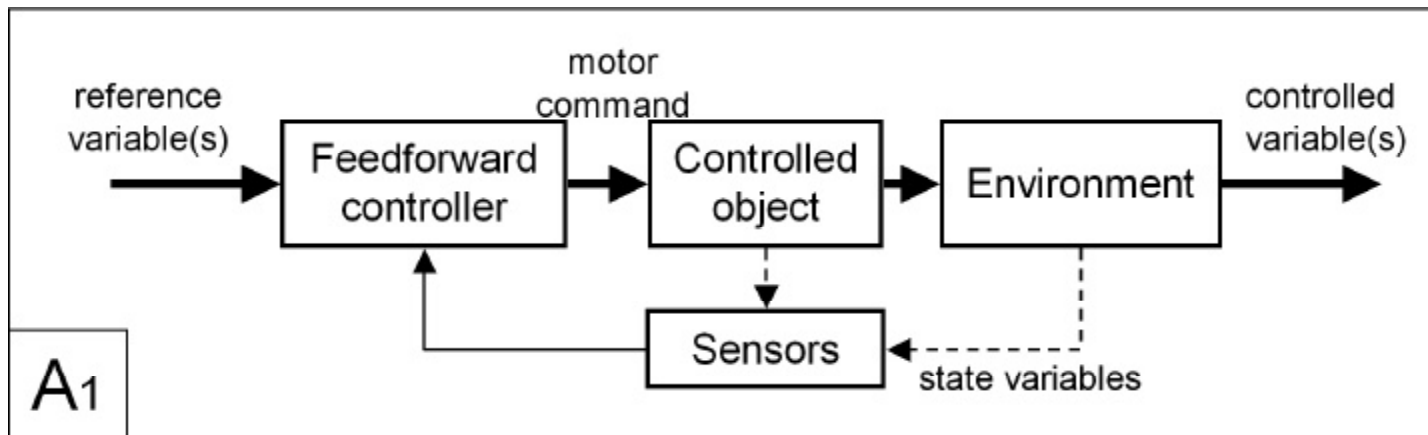 reference
variable(s)
motor
command
controlled
variable(s)
Feedforward
controller
Controlled
object
Environment
Sensors
state variables
A1